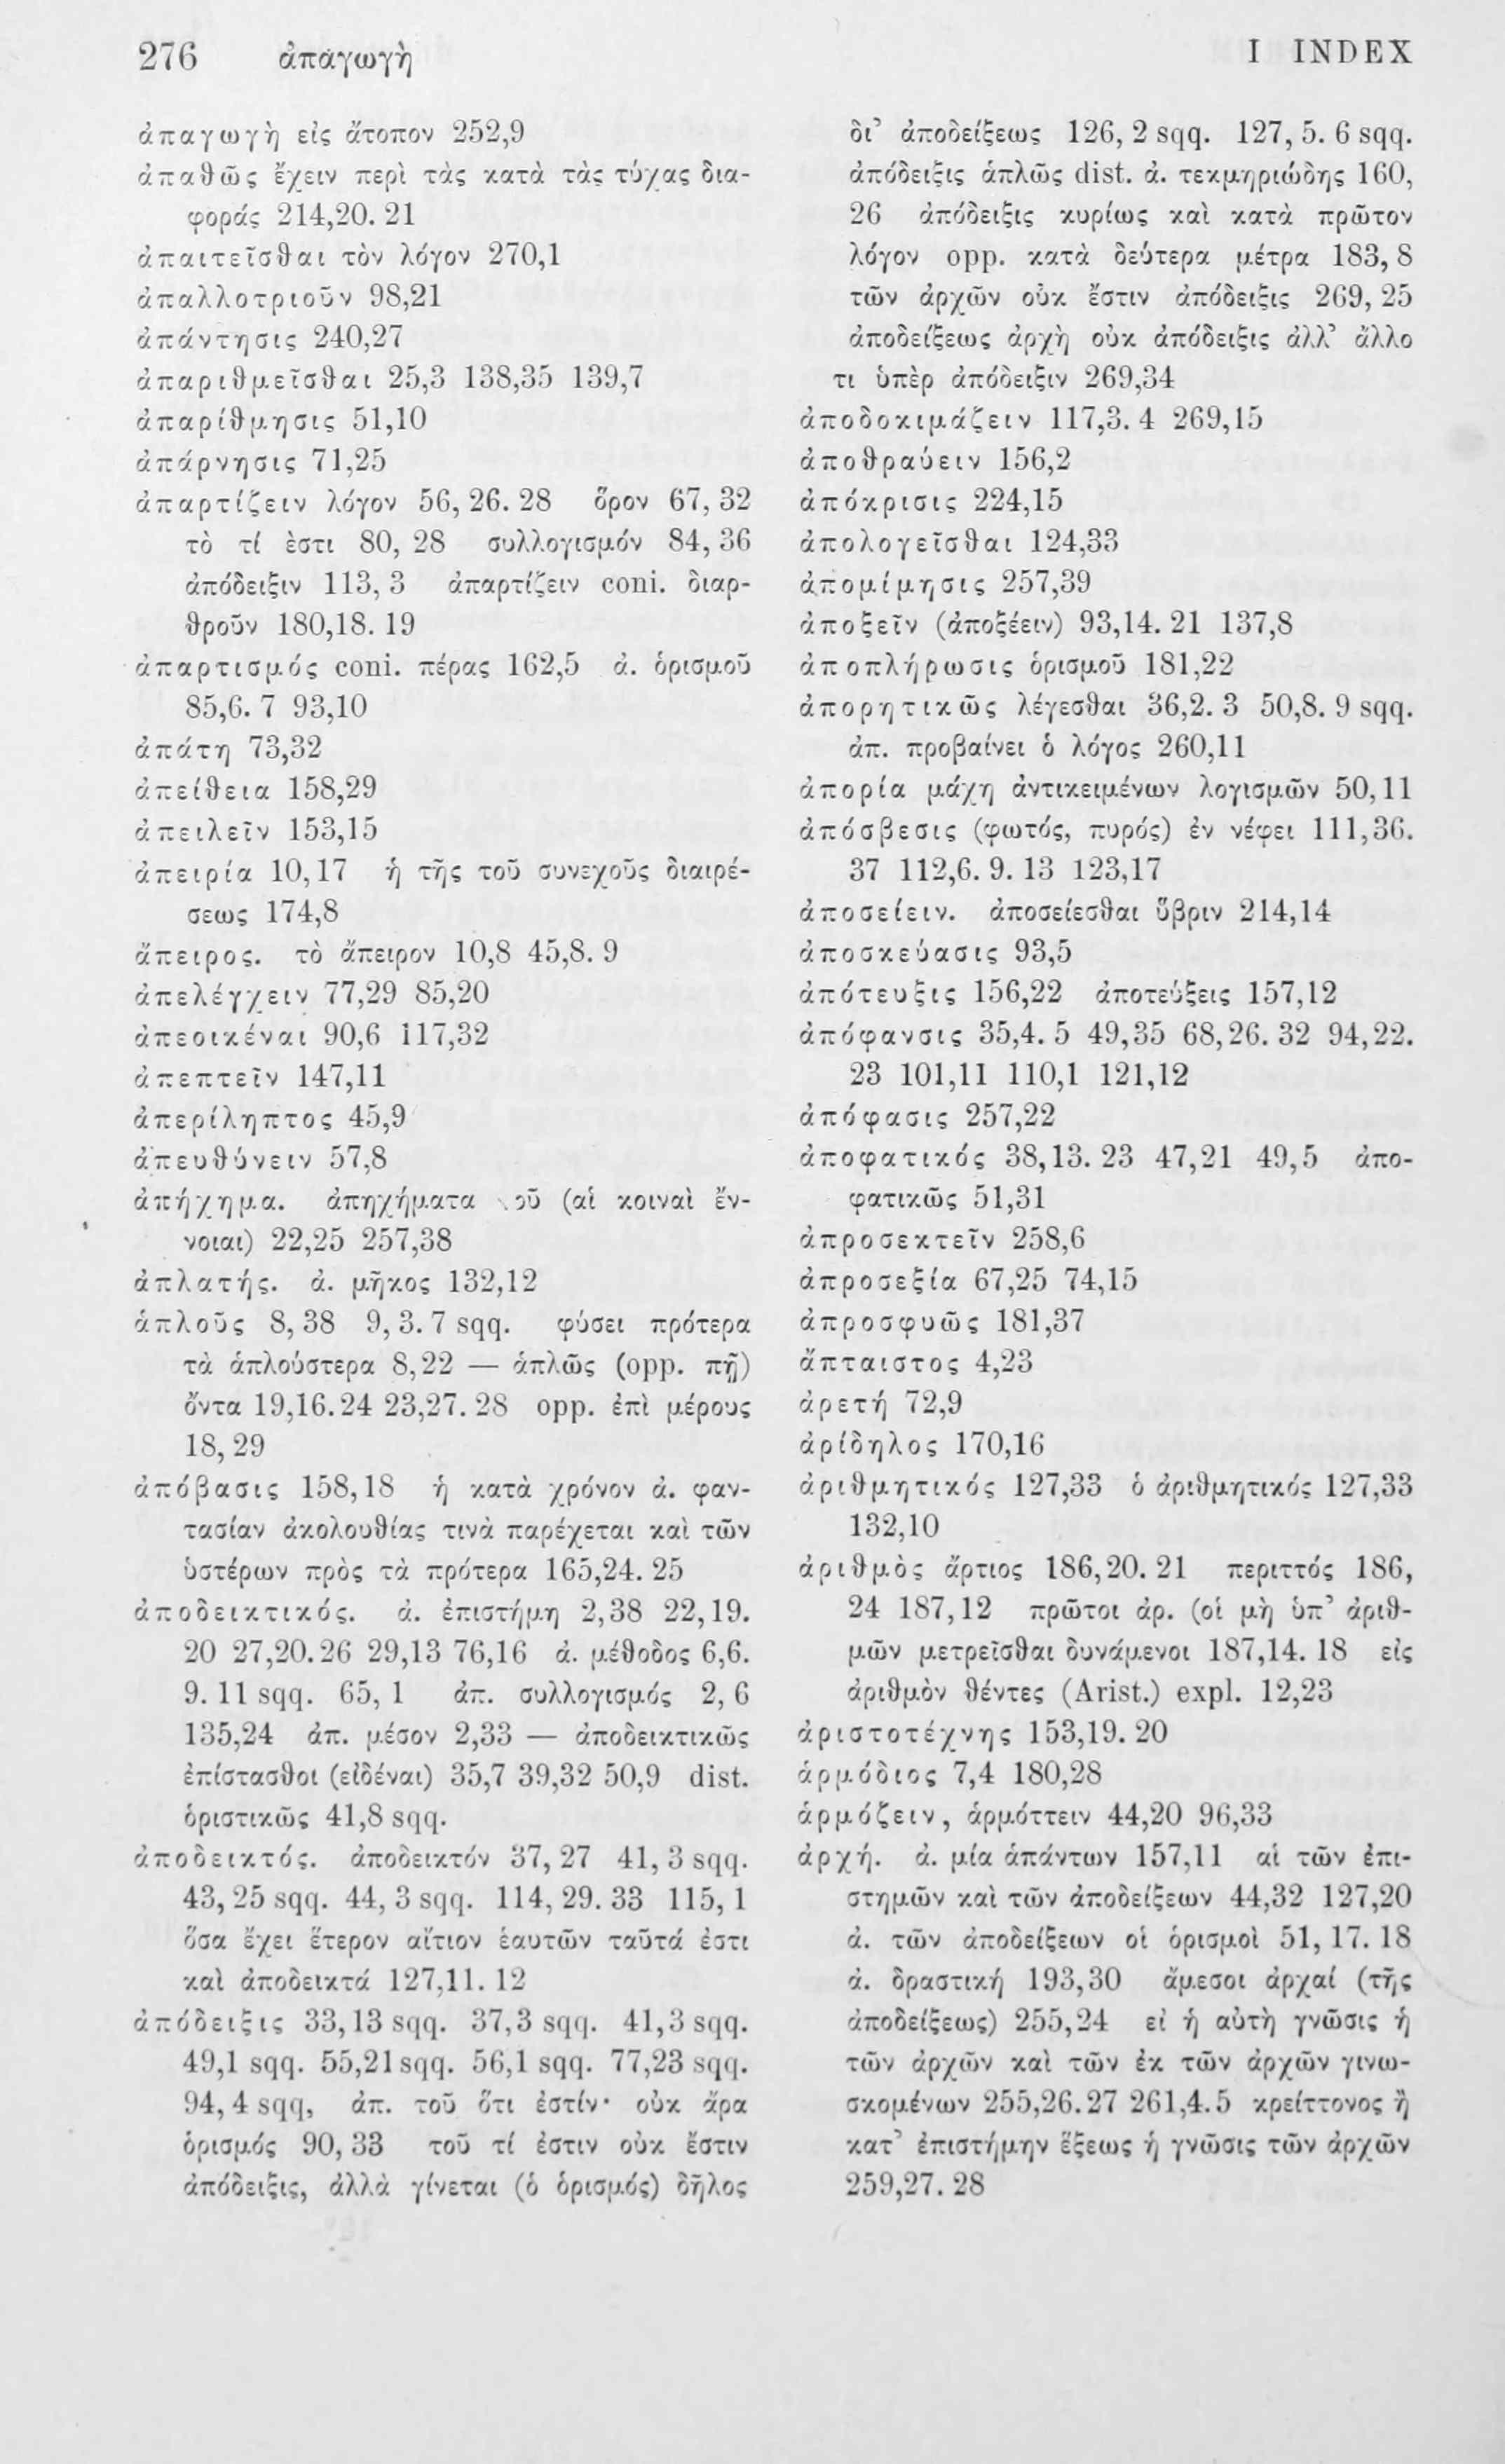 276 ἀπαγωγὴ
I INDEX
ἀπαγωγὴ εἰς ἄτοπον 252,9
ἀπαθῶς ἔχειν περὶ τὰς κατὰ τὰς τύχας δια-
φοράς 214,20. 21
ἀπαιτεῖσθαι τὸν λόγον 270,1
ἀπαλλοτριοῦν 98,21
ἀπάντησις 240,27
ἀπαριθμεῖσθαι 25,3 138,35 139,7
ἀπαρίθμησις 51,10
ἀπάρνησις 71,25
ἀπαρτίζειν λόγον 56, 26. 28 ὅρον 67, 32
τὸ τί ὲστι 80, 28 συλλογισμόν 84, 36
ἀπόδειξιν 113, 3 ἀπαρτίζειν coni. διαρ-
θροῦν 180,18. 19
ἀπαρτισμός coni. πέρας 162,5 ἀ. ὁρισμοῦ
85,6. 7 93,10
ἀπάτη 73,32
ἀπείθεια 158,29
ἀπειλεῖν 153,15
ἀπειρία 10,17 ἡ τῆς τοῦ συνεχοῦς διαιρέ-
σεως 174,8
ἄπειρος. τὸ ἄπειρον 10,8 45,8. 9
ἀπελέγχειν 77,29 85,20
ἀπεοικέναι 90,6 117,32
ἀπεπτεῖν 147,11
ἀπερίληπτος 45,9
ἀπευθύνειν 57,8
ἀπήχημα. ἀπηχήματα οῦ (αἱ κοιναὶ ἔν-
νοιαι) 22,25 257,38
ἀπλατής. ἀ. μῆκος 132,12
ἁπλοῦς 8, 38 9, 3. 7 sqq. φύσει πρότερα
τὰ ἁπλούστερα 8,22 — ἁπλῶς (opp. πῇ)
ὄντα 19,16. 24 23,27. 28 opp. ἐπὶ μέρους
18, 29
ἀπόβασις 158,18 ἡ κατὰ χρόνον ἀ. φαν-
τασίαν ἀκολουθίας τινὰ παρέχεται καὶ τῶν
ὑστέρων πρὸς τὰ πρότερα 165,24. 25
ἀποδεικτικός. ἀ. ἐπιστήμη 2,38 22,19.
20 27,20. 26 29,13 76,16 ἀ. μέθοδος 6,6.
9. 11 sqq. 65, 1 ἀπ. συλλογισμός 2, 6
135,24 ἀπ. μέσον 2,33 — ἀποδεικτικῶς
ἐπίστασθοι (εἰδέναι) 35,7 39,32 50,9 dist.
ὁριστικῶς 41,8 sqq.
ἀποδεικτός. ἀποδεικτόν 37, 27 41, 3 sqq.
43, 25 sqq. 44, 3 sqq. 114, 29. 33 115, 1
ὅσα ἔχει ἕτερον αἴτιον ἑαυτῶν ταῦτά ἐστι
καὶ ἀποδεικτά 127,11. 12
ἀπόδειξις 33,13 sqq. 37,3 sqq. 41,3 sqq.
49,1 sqq. 55,21 sqq. 56,1 sqq. 77,23 sqq.
94, 4 sqq, ἀπ. τοῦ ὅτι ἐστίν· οὐκ ἄρα
ὁρισμός 90, 33 τοῦ τί ἐστιν οὐκ ἔστιν
ἀπόδειξις, ἀλλὰ γίνεται (ὁ ὁρισμός) δῆλος
δι’ ἀποδείξεως 126, 2 sqq. 127, 5. 6 sqq.
ἀπόδειξις ἁπλῶς dist. ἀ. τεκμηριώδης 160,
26 ἀπόδειξις κυρίως καὶ κατὰ πρῶτον
λόγον opp. κατὰ δεύτερα μέτρα 183, 8
τῶν ἀρχῶν οὐκ ἔστιν ἀπόδειξις 269, 25
ἀποδείξεως ἀρχὴ οὐκ ἀπόδειξις ἀλλ’ ἄλλο
τι ὑπὲρ ἀπόδειξιν 269,34
ἀποδοκιμάζειν 117,3. 4 269,15
ἀποθραύειν 156,2
ἀπόκρισις 224,15
ἀπολογεῖσθαι 124,33
ἀπομίμησις 257,39
ἀποξεῖν (ἀποξέειν) 93,14. 21 137,8
ἀποπλήρωσις ὁρισμοῦ 181,22
ἀπορητικῶς λέγεσθαι 36,2. 3 50,8. 9 sqq.
ἀπ. προβαίνει ὁ λόγος 260,11
ἀπορία μάχη ἀντικειμένων λογισμῶν 50,11
ἀπόσβεσις (φωτός, πυρός) ἐν νέφει 111,36.
37 112,6. 9. 13 123,17
ἀποσείειν. ἀποσείεσθαι ὕβριν 214,14
ἀποσκεύασις 93,5
ἀπότευξις 156,22 ἀποτεύξεις 157,12
ἀπόφανσις 35,4. 5 49,35 68,26. 32 94,22.
23 101,11 110,1 121,12
ἀπόφασις 257,22
ἀποφατικός 38,13. 23 47,21 49,5 ἀπο-
φατικῶς 51,31
ἀπροσεκτεῖν 258,6
ἀπροσεξία 67,25 74,15
ἀπροσφυῶς 181,37
ἄπταιστος 4,23
ἀρετή 72,9
ἀρίδηλος 170,16
ἀριθμητικός 127,33 ὁ ἀριθμητικός 127,33
132,10
ἀριθμὸς ἄρτιος 186,20. 21 περιττός 186,
24 187,12 πρῶτοι ἀρ. (οἱ μὴ ὑπ’ ἀριθ-
μῶν μετρεῖσθαι δυνάμενοι 187,14. 18 εἰς
ἀριθμὸν θέντες (Arist.) expl. 12,23
ἀριστοτέχνης 153,19. 20
ἁρμόδιος 7,4 180,28
ἁρμόζειν, ἁρμόττειν 44,20 96,33
ἀρχή. ἀ. μία ἁπάντων 157,11 αἱ τῶν ἐπι-
στημῶν καὶ τῶν ἀποδείξεων 44,32 127,20
ἀ. τῶν ἀποδείξεων οἱ ὁρισμοὶ 51, 17. 18
ἀ. δραστική 193,30 ἄμεσοι ἀρχαί (τῆς
ἀποδείξεως) 255,24 εἰ ἡ αὐτὴ γνῶσις ἡ
τῶν ἀρχῶν καὶ τῶν ἐκ τῶν ἀρχῶν γινω-
σκομένων 255,26. 27 261,4. 5 κρείττονος ἢ
κατ’ ἐπιστήμην ἕξεως ἡ γνῶσις τῶν ἀρχῶν
259,27. 28